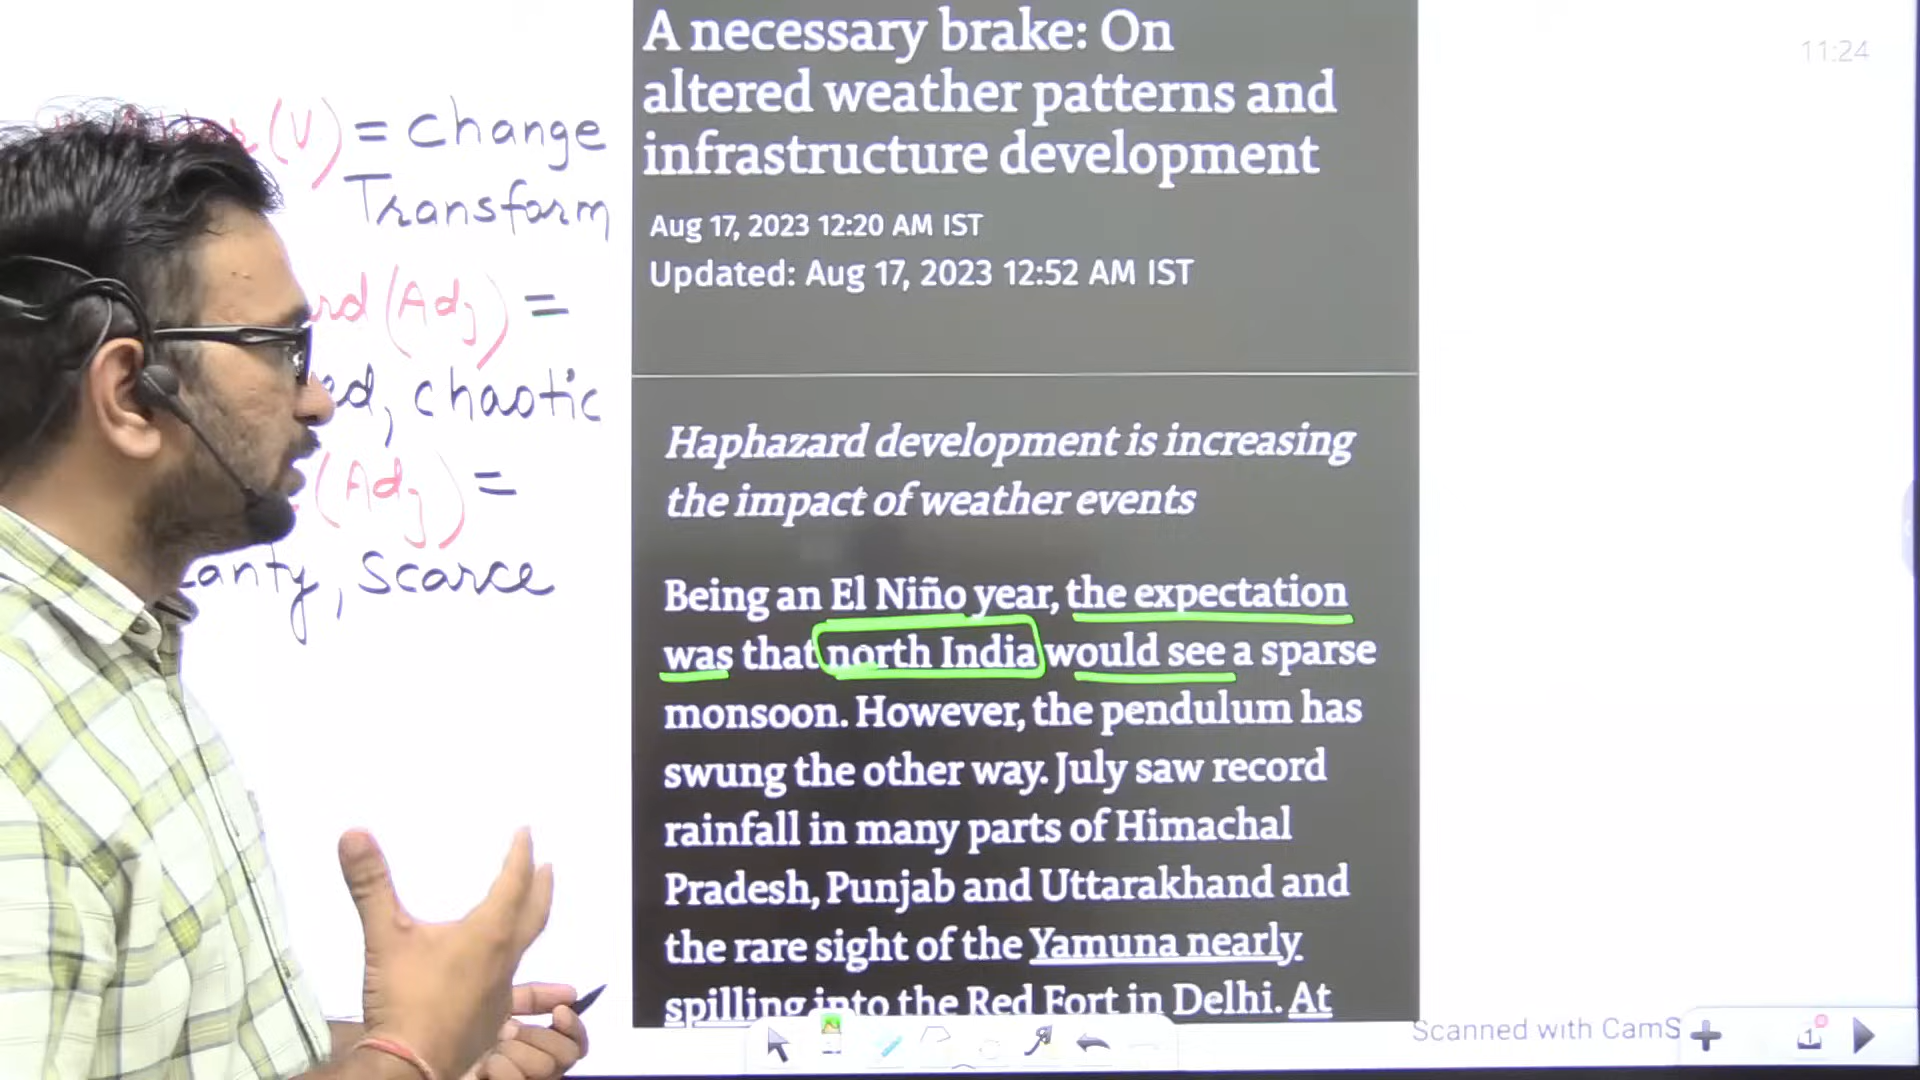 (V) = Change
Transform
(Adj) =
chaotic
(Adj) =
Scarce
A necessary brake: On
altered weather patterns and
infrastructure development
Aug 17, 2023 12:20 AM IST
Updated: Aug 17, 2023 12:52 AM IST
Haphazard development is increasing
the impact of weather events
Being an El Niño year, the expectation
was that north India would see a sparse
monsoon. However, the pendulum has
swung the other way. July saw record
rainfall in many parts of Himachal
Pradesh, Punjab and Uttarakhand and
the rare sight of the Yamuna nearly
spilling into the Red Fort in Delhi. At
11:24
Scanned with CamS
1